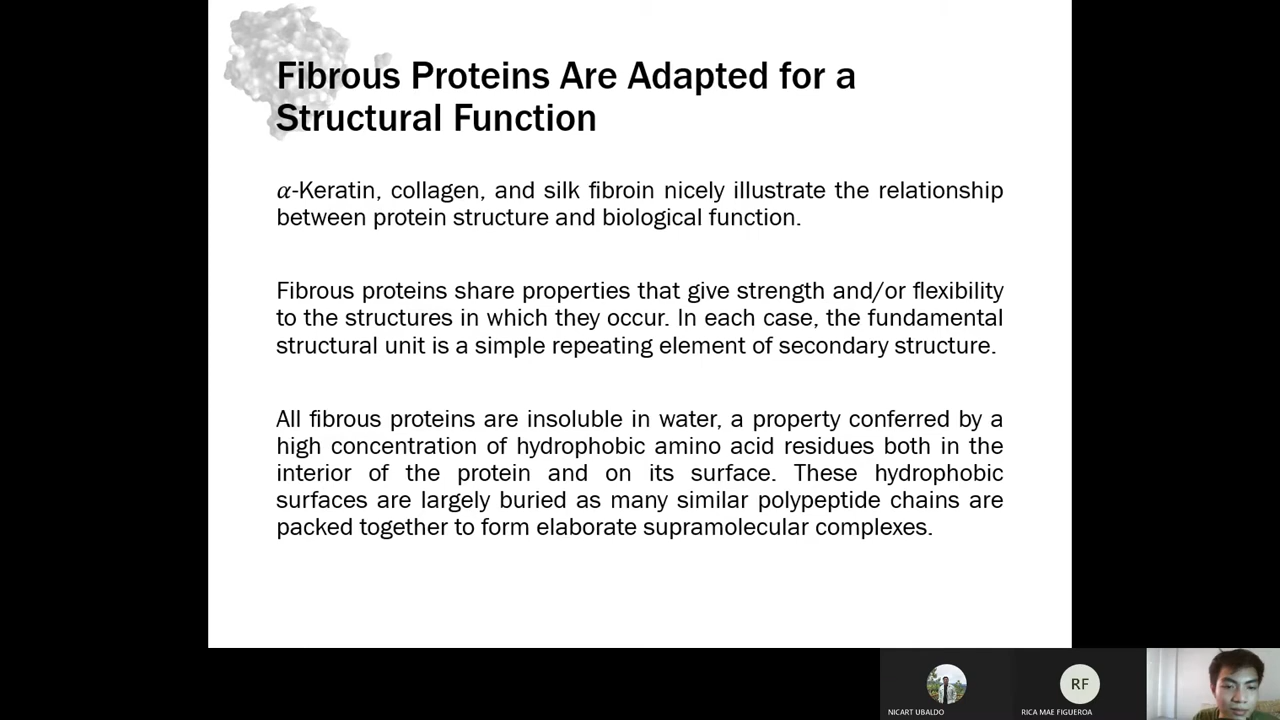 Fibrous Proteins Are Adapted for a
Structural Function
α-Keratin, collagen, and silk fibroin nicely illustrate the relationship
between protein structure and biological function.
Fibrous proteins share properties that give strength and/or flexibility
to the structures in which they occur. In each case, the fundamental
structural unit is a simple repeating element of secondary structure.
All fibrous proteins are insoluble in water, a property conferred by a
high concentration of hydrophobic amino acid residues both in the
interior of the protein and on its surface. These hydrophobic
surfaces are largely buried as many similar polypeptide chains are
packed together to form elaborate supramolecular complexes.
RF
NICART UBALDO
RICA MAE FIGUEROA